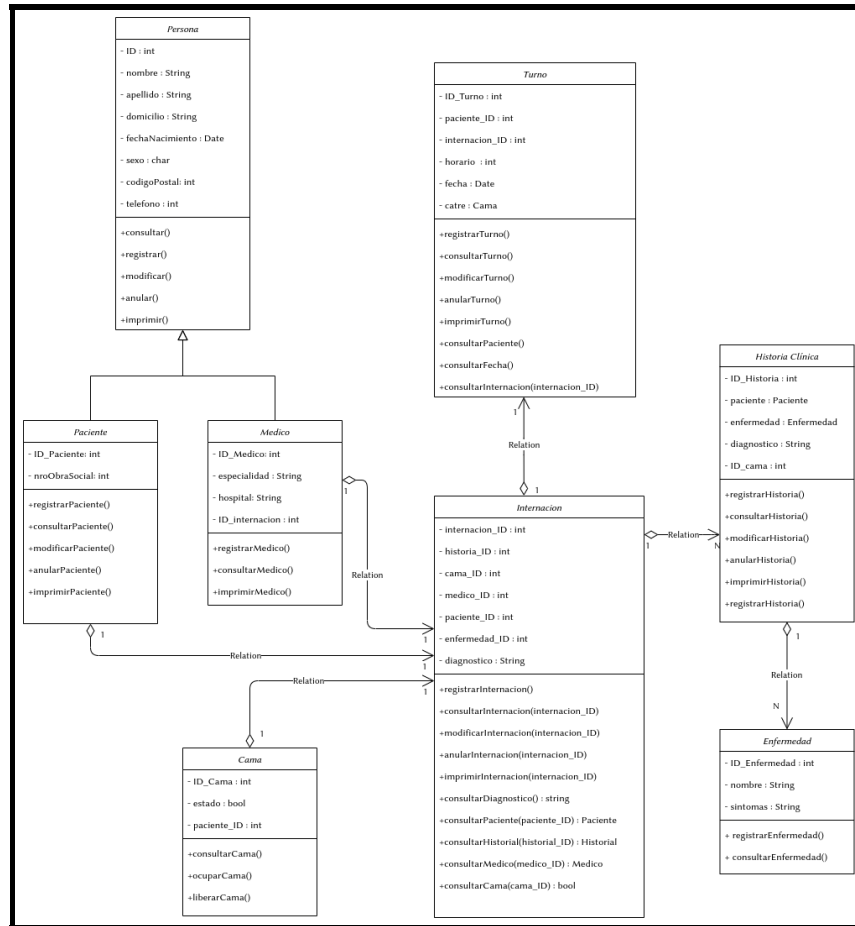 Persona
- ID : int
- nombre : String
- apellido : String
- domicilio : String
- fechaNacimiento : Date
- sexo : char
- codigoPostal: int
- telefono : int
+consultar()
+registrar()
+modificar()
+anular()
+imprimir()
Turno
- ID_Turno : int
- paciente_ID : int
- internacion_ID : int
- horario : int
- fecha : Date
- catre : Cama
+registrarTurno()
+consultarTurno()
+modificarTurno()
+anularTurno()
+imprimirTurno()
+consultarPaciente()
+consultarFecha()
+consultarInternacion(internacion_ID)
1
Relation
1
Paciente
- ID_Paciente: int
- nroObraSocial: int
+registrarPaciente()
+consultarPaciente()
+modificarPaciente()
+anularPaciente()
+imprimirPaciente()
1
Relation
1
Medico
- ID_Medico: int
- especialidad : String
- hospital: String
- ID_internacion : int
+registrarMedico()
+consultarMedico()
+imprimirMedico()
1
Relation
1
Historia Clínica
- ID_Historia : int
- paciente : Paciente
- enfermedad : Enfermedad
- diagnostico : String
- ID_cama : int
+registrarHistoria()
+consultarHistoria()
+modificarHistoria()
+anularHistoria()
+imprimirHistoria()
+registrarHistoria()
1
Relation
N
Internacion
- internacion_ID : int
- historia_ID : int
- cama_ID : int
- medico_ID : int
- paciente_ID : int
- enfermedad_ID : int
- diagnostico : String
+registrarInternacion()
+consultarInternacion(internacion_ID)
+modificarInternacion(internacion_ID)
+anularInternacion(internacion_ID)
+imprimirInternacion(internacion_ID)
+consultarDiagnostico() : string
+consultarPaciente(paciente_ID) : Paciente
+consultarHistorial(historial_ID) : Historial
+consultarMedico(medico_ID) : Medico
+consultarCama(cama_ID) : bool
1
Relation
N
Relation
1
1
Cama
- ID_Cama : int
- estado : bool
- paciente_ID : int
+consultarCama()
+ocuparCama()
+liberarCama()
Enfermedad
- ID_Enfermedad : int
- nombre : String
- sintomas : String
+ registrarEnfermedad()
+ consultarEnfermedad()